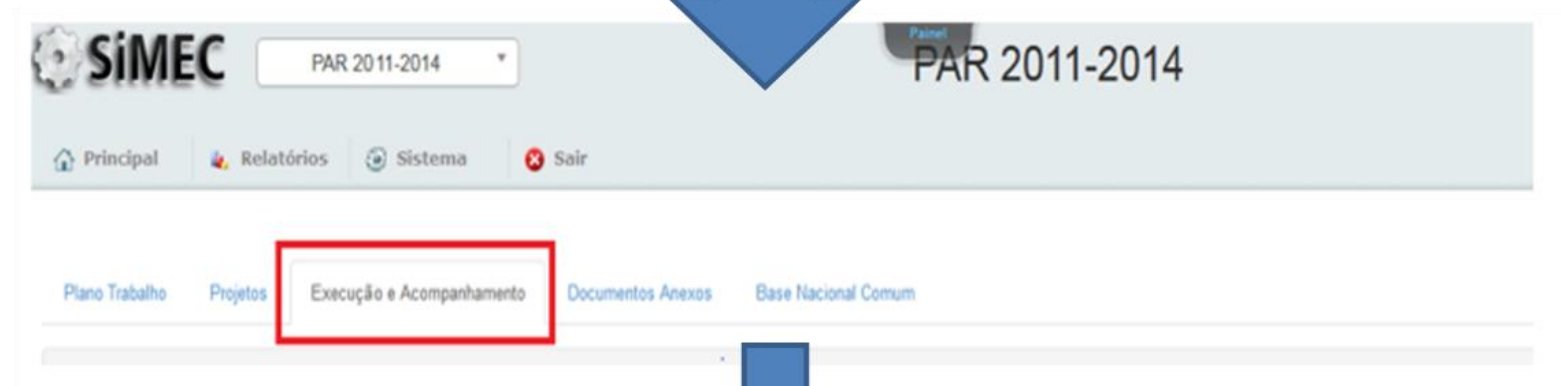 SiMEC
PAR 2011-2014
Painel
PAR 2011-2014
Principal Relatórios Sistema Sair
Plano Trabalho Projetos Execução e Acompanhamento Documentos Anexos Base Nacional Comum